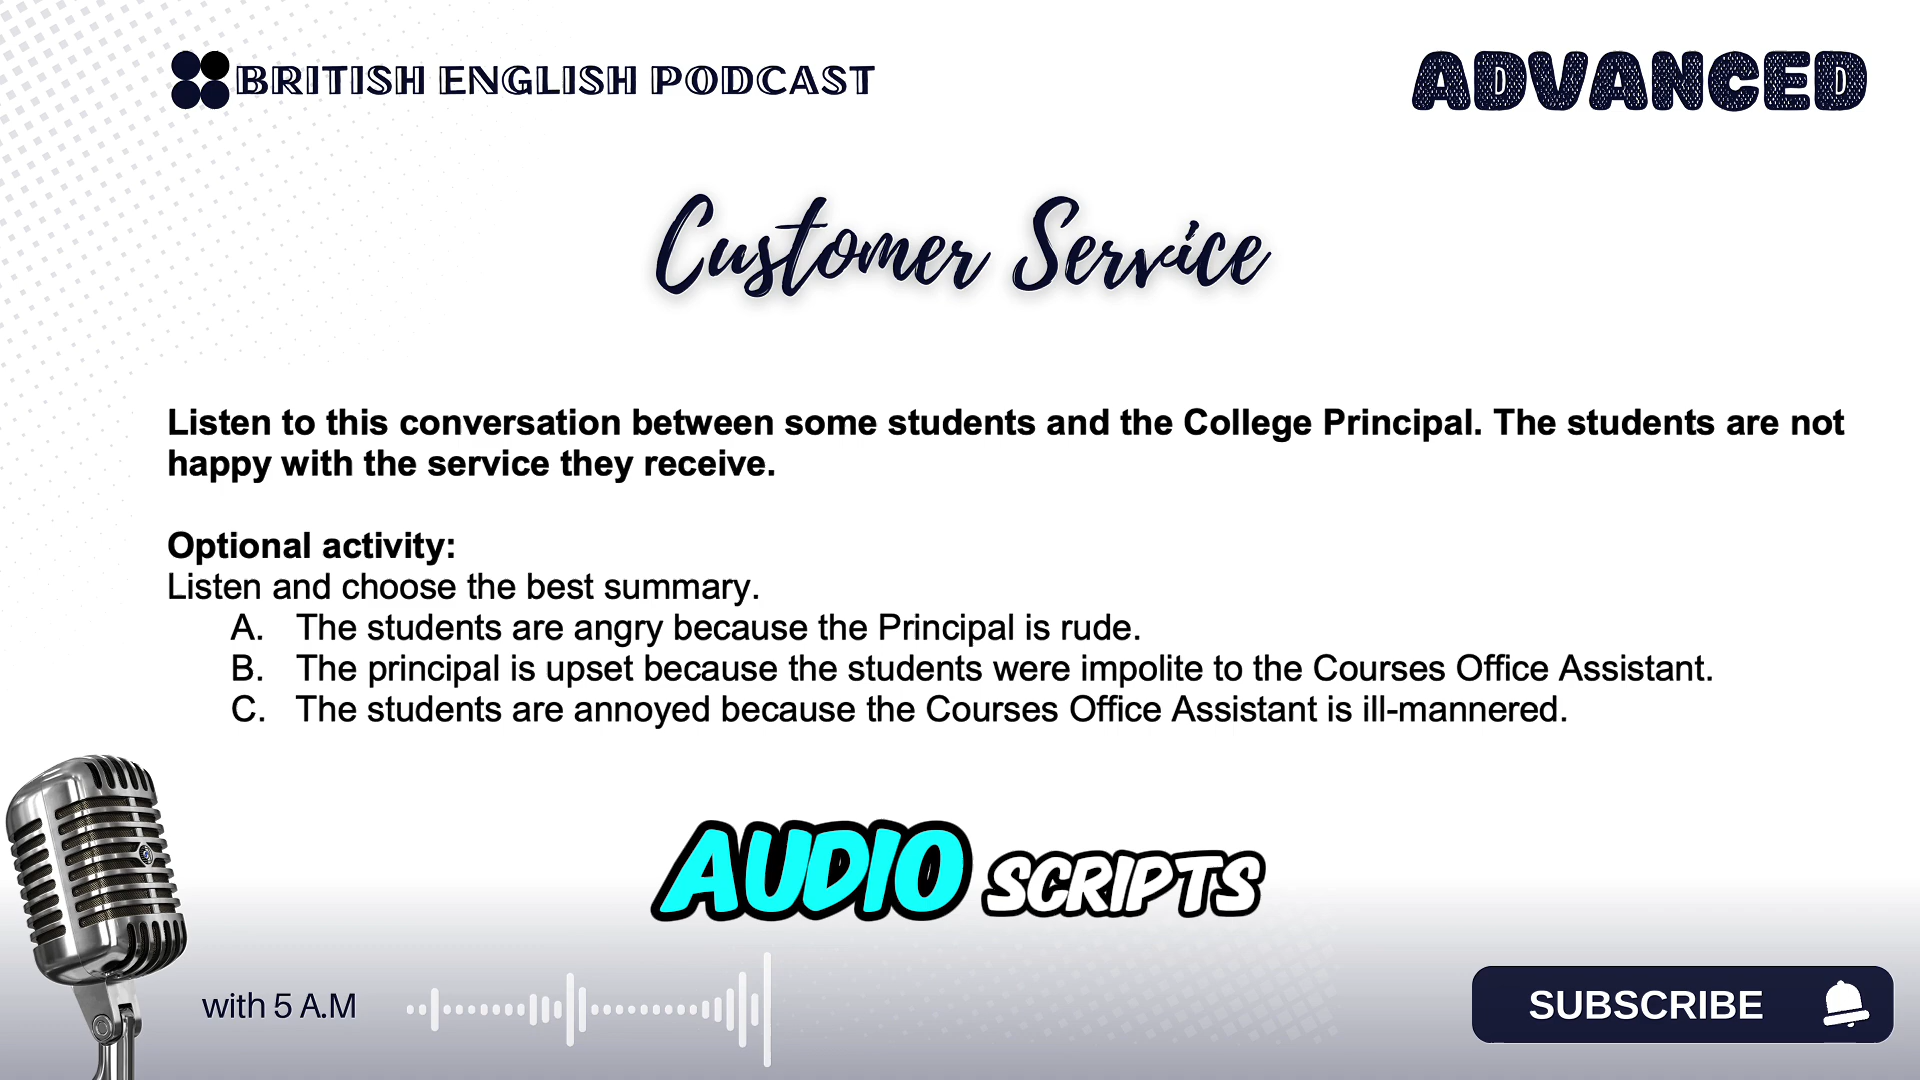 BRITISH ENGLISH PODCAST
ADVANCED
Customer Service
Listen to this conversation between some students and the College Principal. The students are not
happy with the service they receive.
Optional activity:
Listen and choose the best summary.
A. The students are angry because the Principal is rude.
B. The principal is upset because the students were impolite to the Courses Office Assistant.
C. The students are annoyed because the Courses Office Assistant is ill-mannered.
AUDIO SCRIPTS
with 5 A.M
SUBSCRIBE